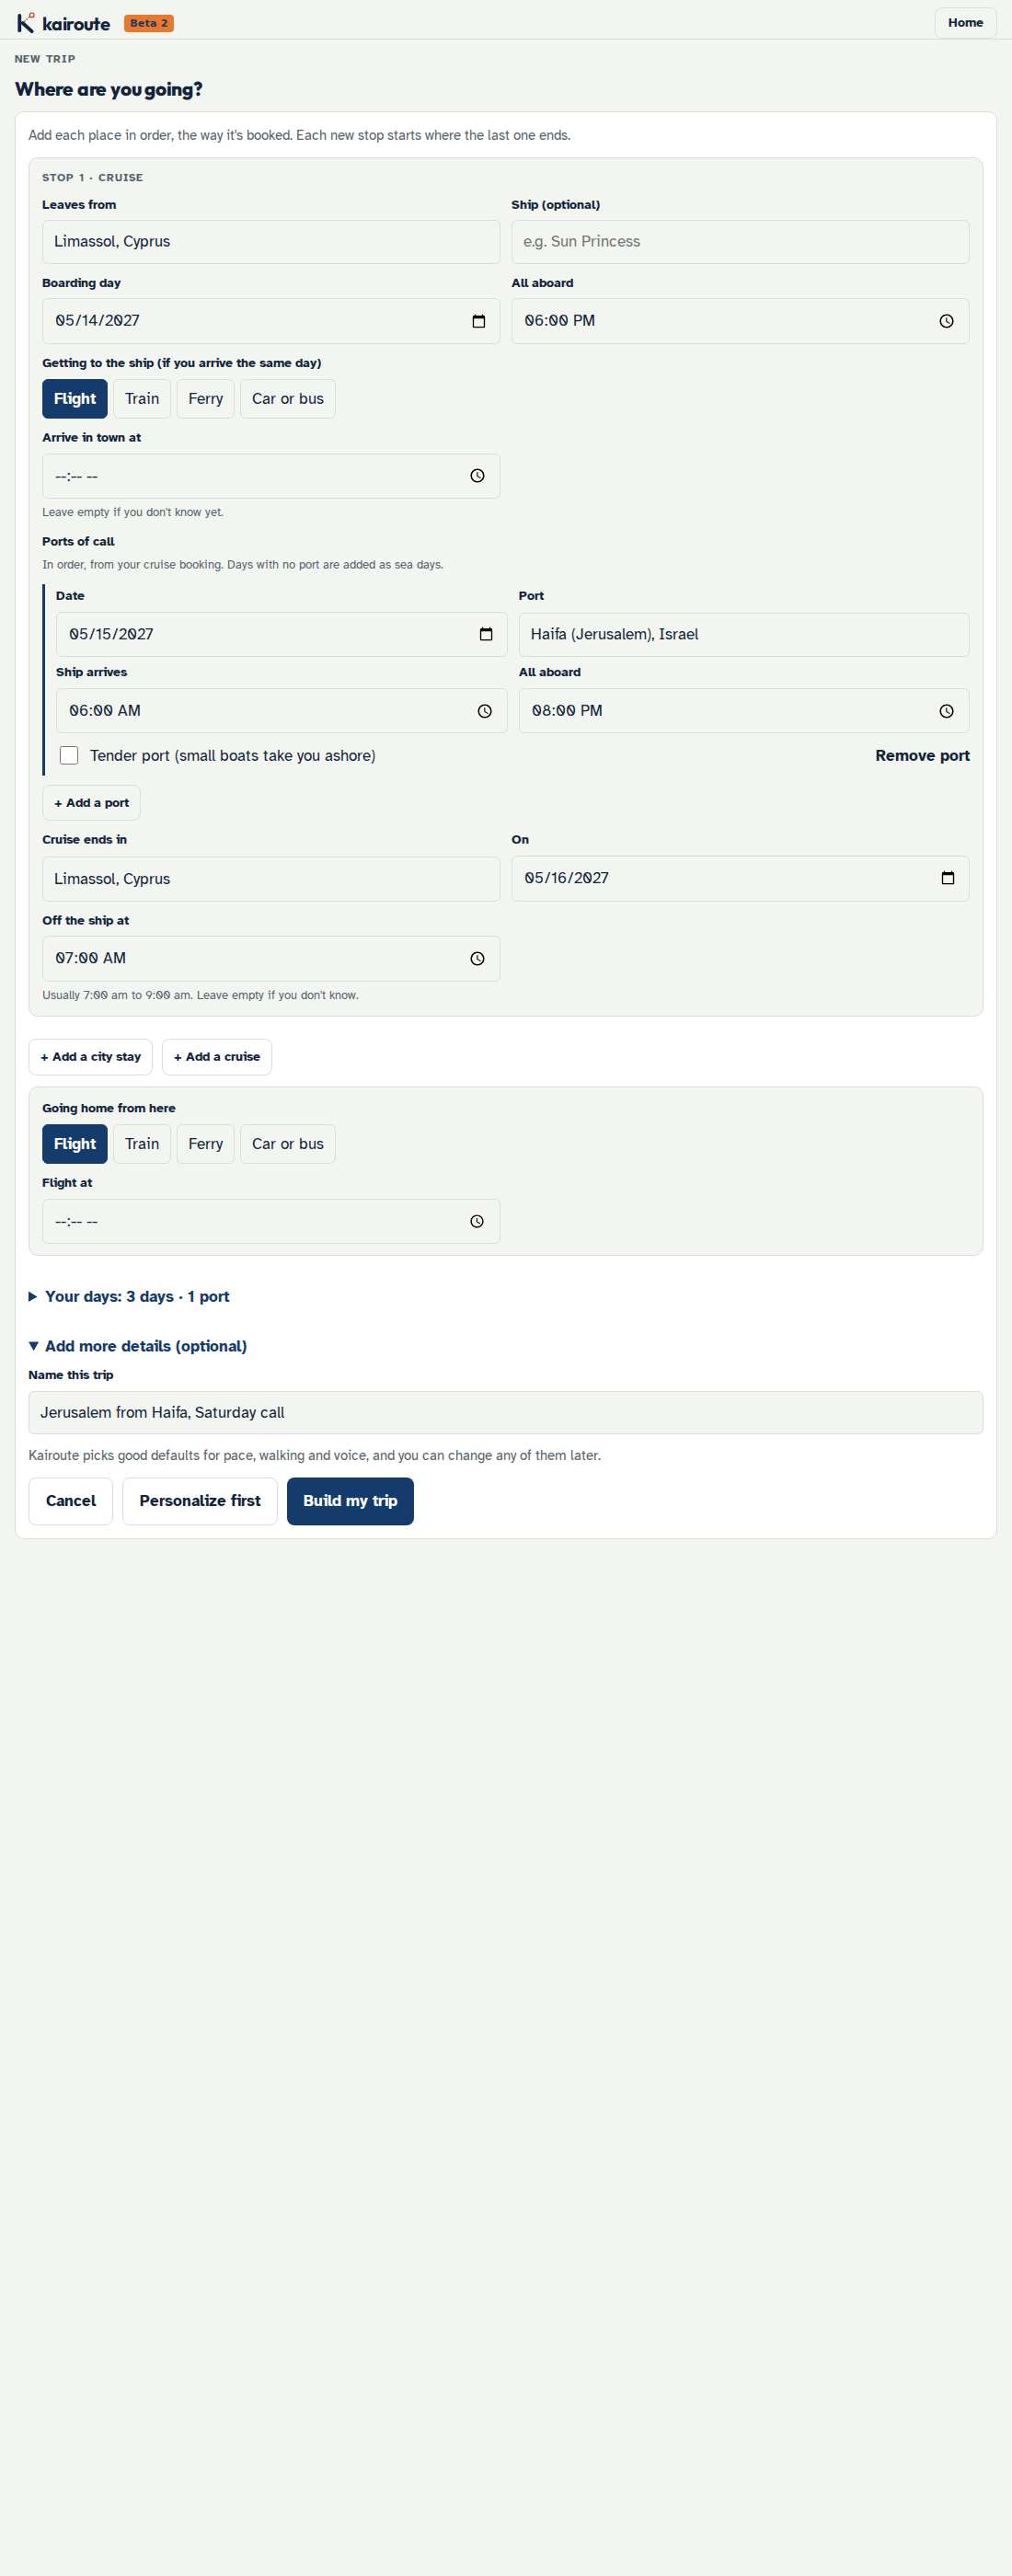 kairoute Beta 2 Home
NEW TRIP
Where are you going?
Add each place in order, the way it's booked. Each new stop starts where the last one ends.
STOP 1 · CRUISE
Leaves from Ship (optional)
Limassol, Cyprus e.g. Sun Princess
Boarding day All aboard
05/14/2027 06:00 PM
Getting to the ship (if you arrive the same day)
Flight Train Ferry Car or bus
Arrive in town at
--:-- --
Leave empty if you don't know yet.
Ports of call
In order, from your cruise booking. Days with no port are added as sea days.
Date Port
05/15/2027 Haifa (Jerusalem), Israel
Ship arrives All aboard
06:00 AM 08:00 PM
Tender port (small boats take you ashore) Remove port
+ Add a port
Cruise ends in On
Limassol, Cyprus 05/16/2027
Off the ship at
07:00 AM
Usually 7:00 am to 9:00 am. Leave empty if you don't know.
+ Add a city stay + Add a cruise
Going home from here
Flight Train Ferry Car or bus
Flight at
--:-- --
Your days: 3 days · 1 port
Add more details (optional)
Name this trip
Jerusalem from Haifa, Saturday call
Kairoute picks good defaults for pace, walking and voice, and you can change any of them later.
Cancel Personalize first Build my trip